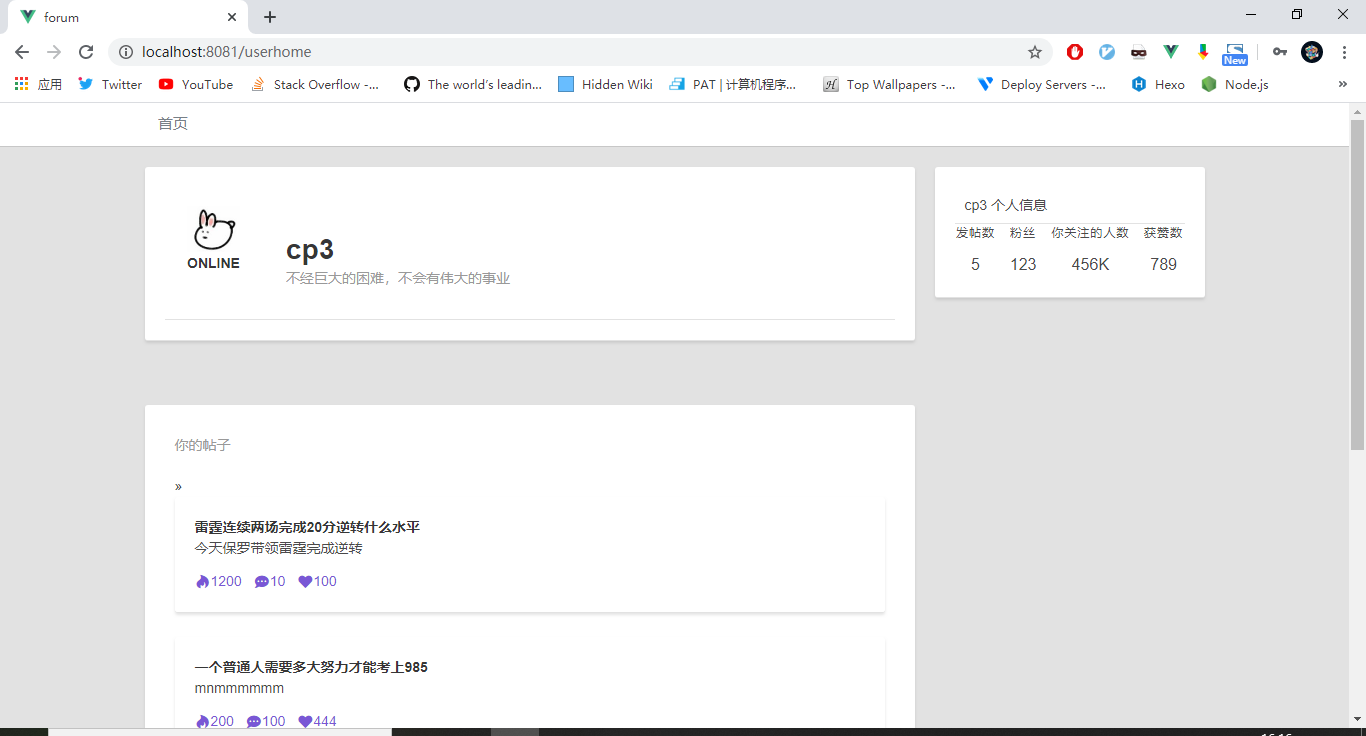 forum
localhost:8081/userhome
New
应用 Twitter YouTube Stack Overflow -... The world's leadin... Hidden Wiki PAT | 计算机程序... Top Wallpapers -... Deploy Servers -... Hexo Node.js »
首页
ONLINE
cp3
不经巨大的困难，不会有伟大的事业
cp3 个人信息
发帖数 粉丝 你关注的人数 获赞数
5 123 456K 789
你的帖子
»
雷霆连续两场完成20分逆转什么水平
今天保罗带领雷霆完成逆转
1200 10 100
一个普通人需要多大努力才能考上985
mnmmmmmm
200 100 444